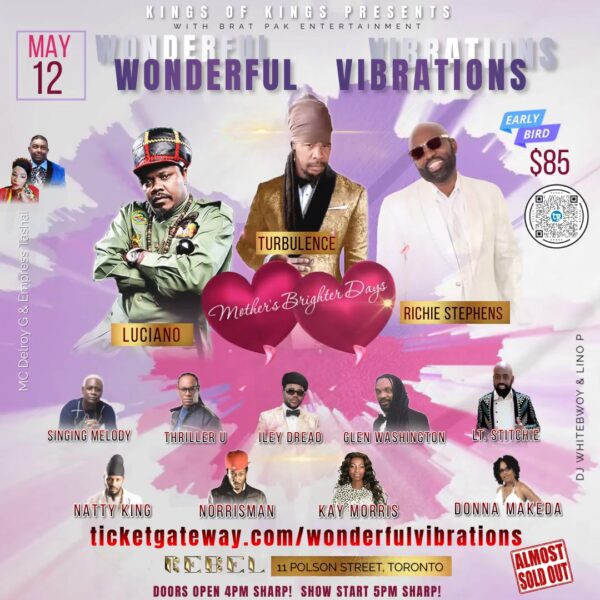 KINGS OF KINGS PRESENTS
WITH BRAT PAK ENTERTAINMENT
MAY
12
WONDERFUL VIBRATIONS
WONDERFUL VIBRATIONS
EARLY
BIRD
$85
MC Delroy G & Empress Tasha!
TURBULENCE
LUCIANO
Mother's Brighter Days
RICHIE STEPHENS
DJ WHITEBWOY & LINO P
SINGING MELODY
THRILLER U
ILEY DREAD
GLEN WASHINGTON
LT. STITCHIE
NATTY KING
NORRISMAN
KAY MORRIS
DONNA MAKEDA
ticketgateway.com/wonderfulvibrations
REBEL
11 POLSON STREET, TORONTO
ALMOST
SOLD OUT
DOORS OPEN 4PM SHARP! SHOW START 5PM SHARP!